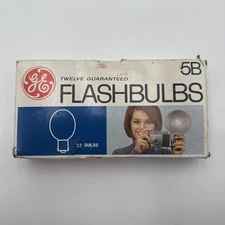 GE
5B
TWELVE GUARANTEED
FLASHBULBS
12 BULBS